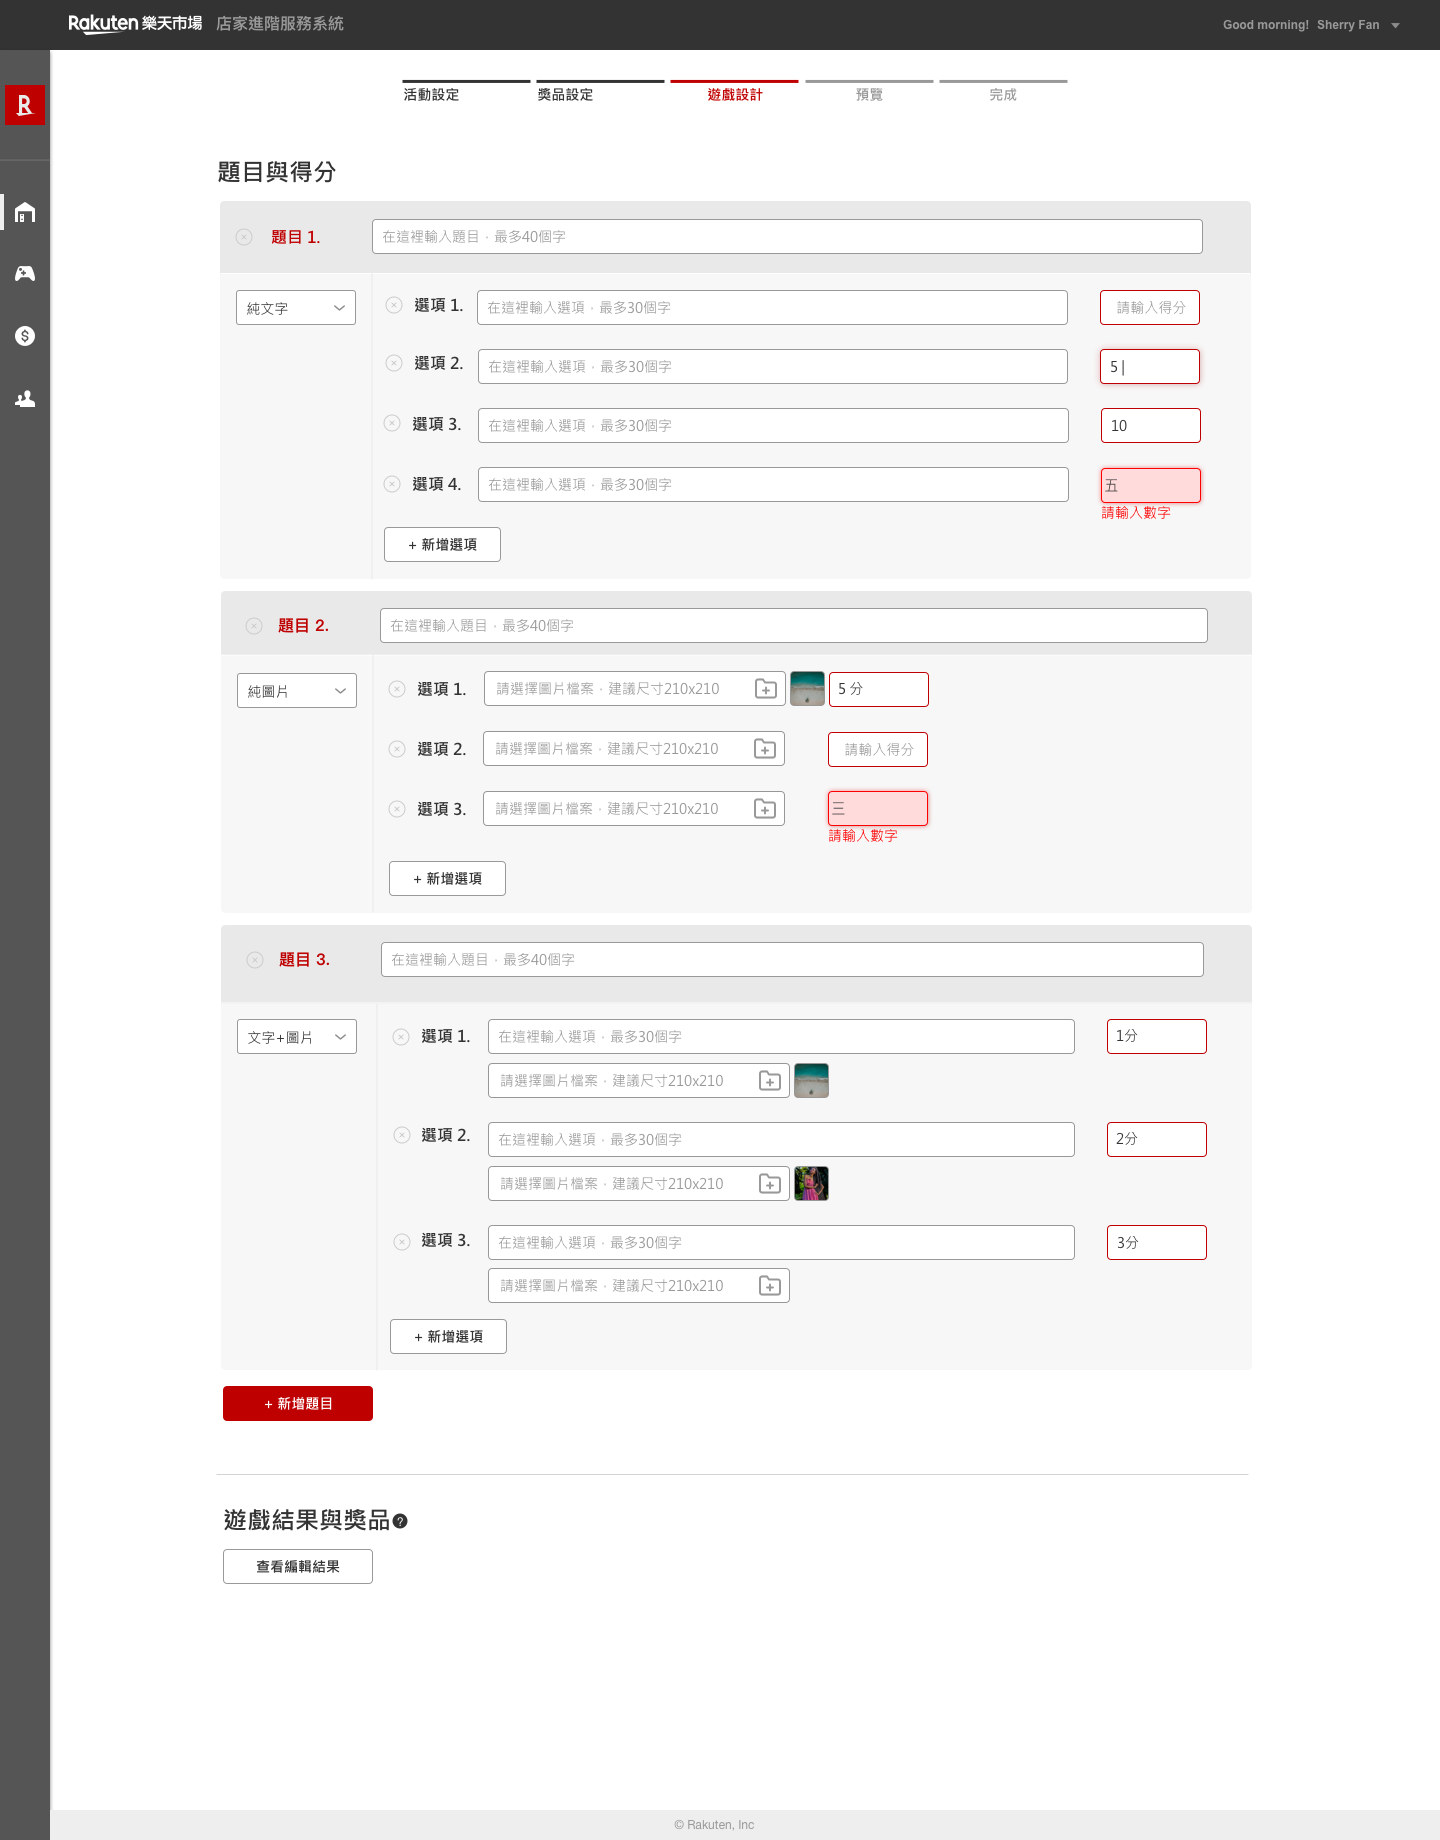 Rakuten 樂天市場 店家進階服務系統
Good morning! Sherry Fan
R
活動設定 獎品設定 遊戲設計 預覽 完成
題目與得分
題目 1. 在這裡輸入題目，最多40個字
純文字 選項 1. 在這裡輸入選項，最多30個字 請輸入得分
選項 2. 在這裡輸入選項，最多30個字 5
選項 3. 在這裡輸入選項，最多30個字 10
選項 4. 在這裡輸入選項，最多30個字 五
請輸入數字
+ 新增選項
題目 2. 在這裡輸入題目，最多40個字
純圖片 選項 1. 請選擇圖片檔案，建議尺寸210x210 5 分
選項 2. 請選擇圖片檔案，建議尺寸210x210 請輸入得分
選項 3. 請選擇圖片檔案，建議尺寸210x210 三
請輸入數字
+ 新增選項
題目 3. 在這裡輸入題目，最多40個字
文字+圖片 選項 1. 在這裡輸入選項，最多30個字 1分
請選擇圖片檔案，建議尺寸210x210
選項 2. 在這裡輸入選項，最多30個字 2分
請選擇圖片檔案，建議尺寸210x210
選項 3. 在這裡輸入選項，最多30個字 3分
請選擇圖片檔案，建議尺寸210x210
+ 新增選項
+ 新增題目
遊戲結果與獎品?
查看編輯結果
© Rakuten, Inc